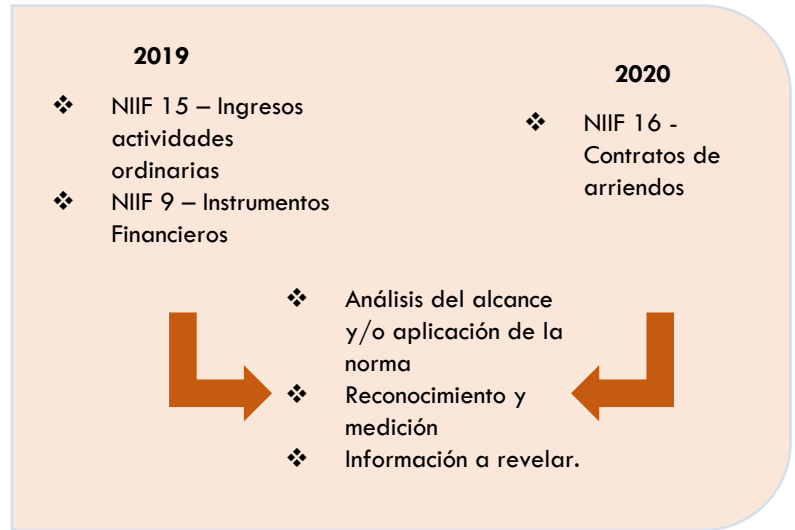 2019
❖ NIIF 15 – Ingresos
actividades
ordinarias
❖ NIIF 9 – Instrumentos
Financieros
2020
❖ NIIF 16 -
Contratos de
arriendos
❖ Análisis del alcance
y/o aplicación de la
norma
❖ Reconocimiento y
medición
❖ Información a revelar.